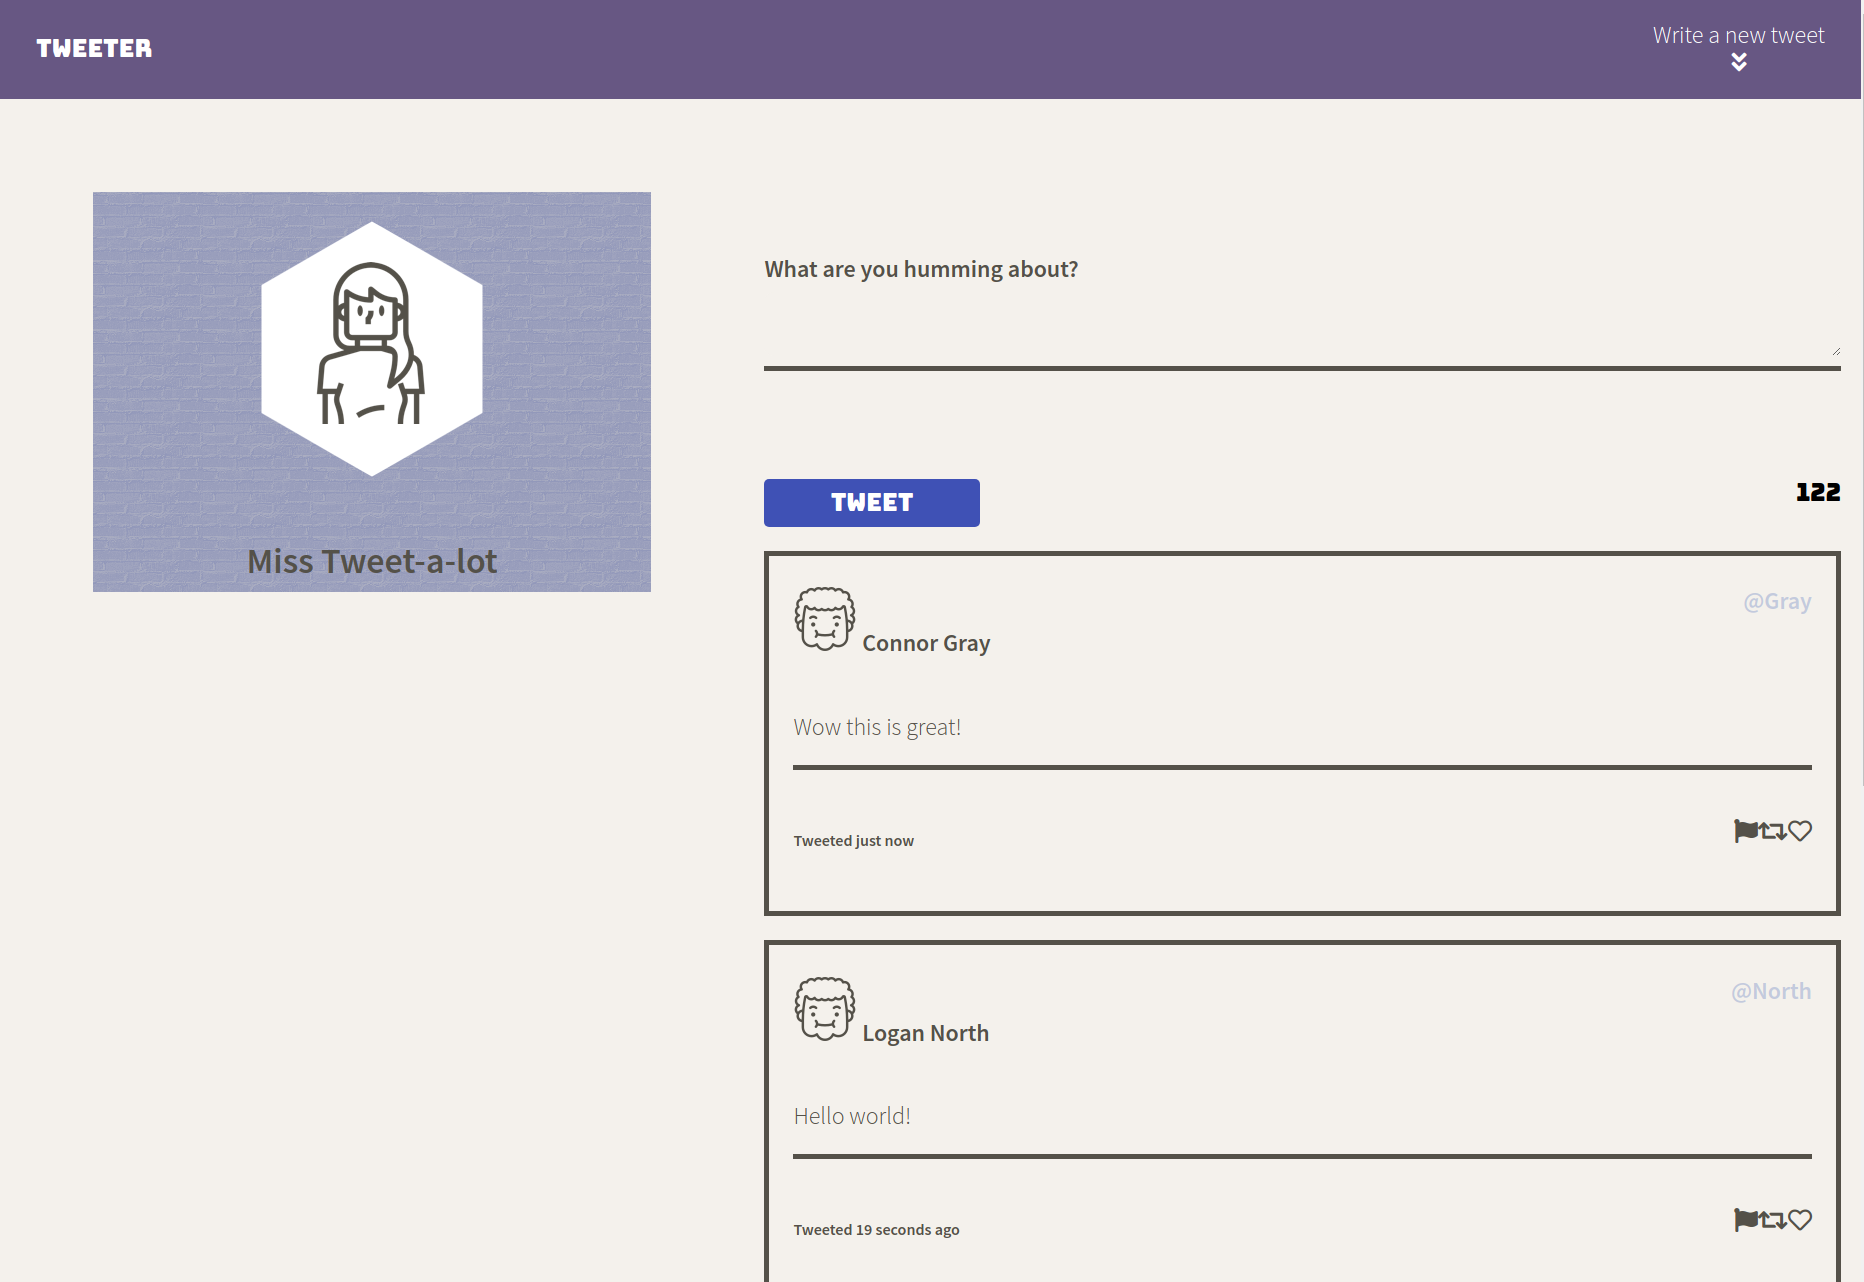 TWEETER
Write a new tweet
Miss Tweet-a-lot
What are you humming about?
TWEET
122
Connor Gray
@Gray
Wow this is great!
Tweeted just now
Logan North
@North
Hello world!
Tweeted 19 seconds ago